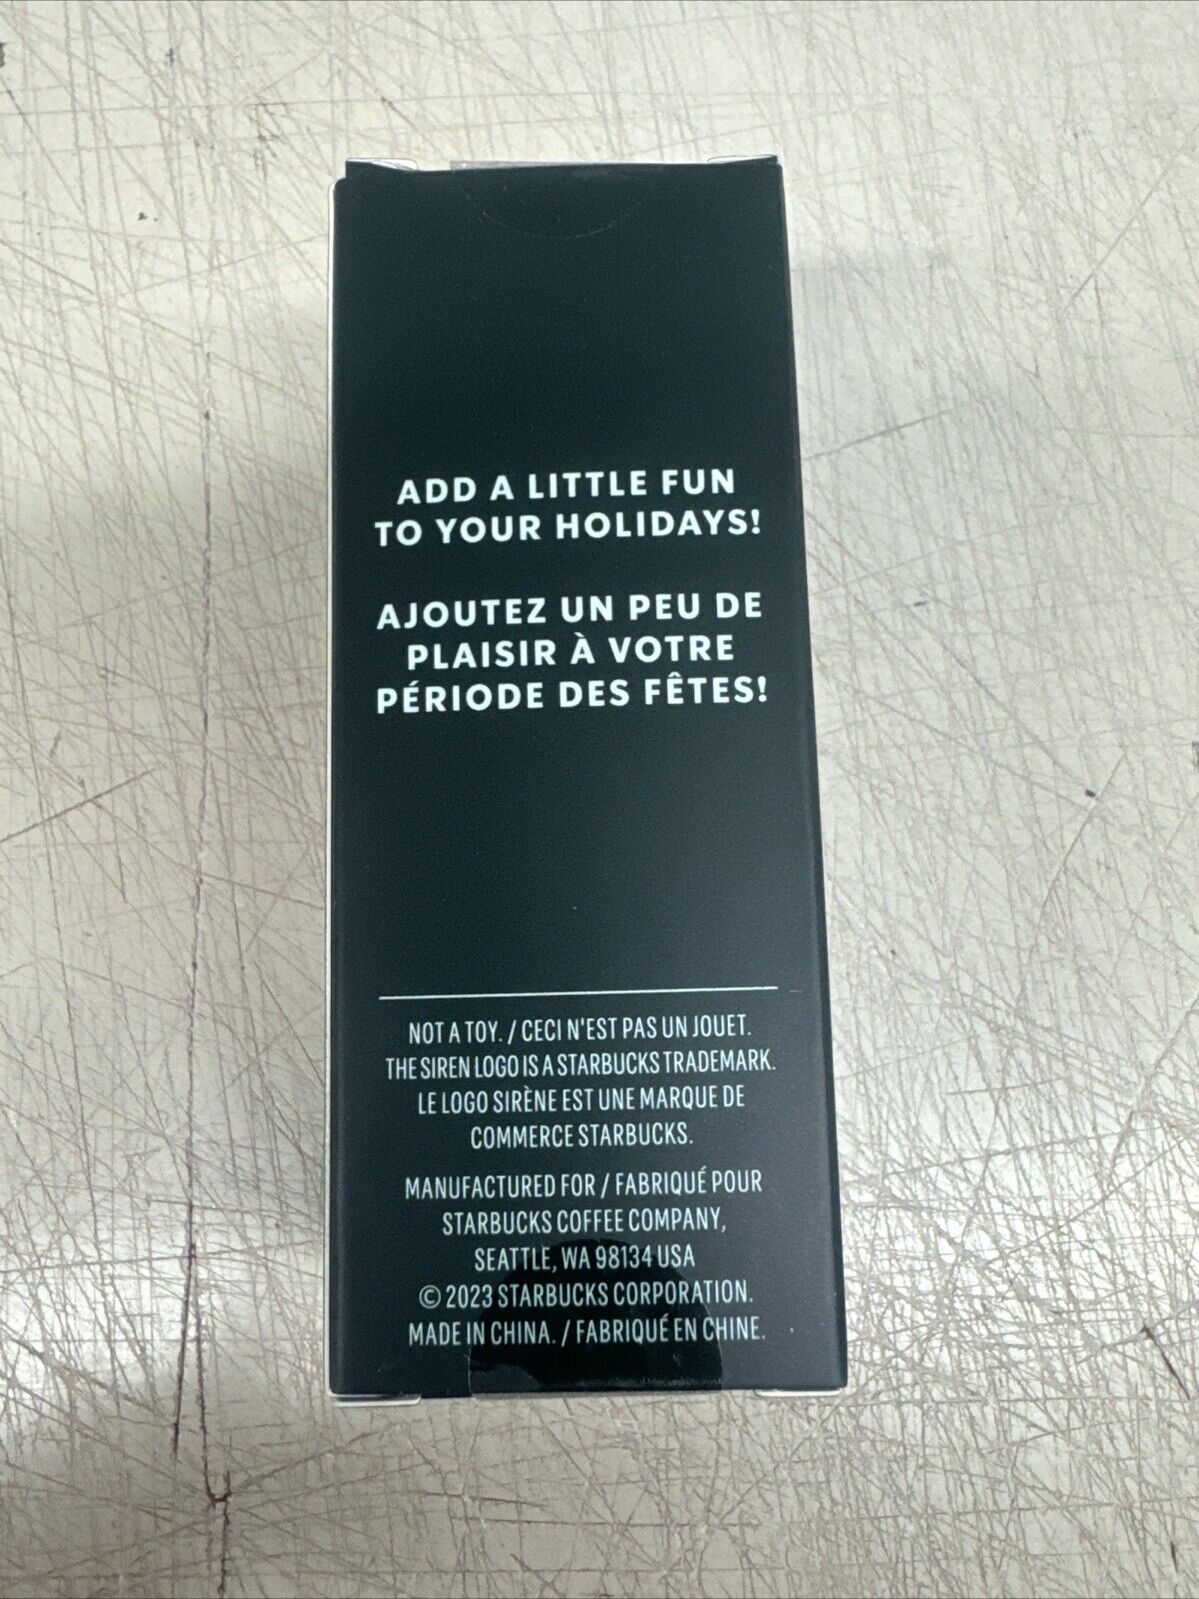 ADD A LITTLE FUN
TO YOUR HOLIDAYS!
AJOUTEZ UN PEU DE
PLAISIR À VOTRE
PÉRIODE DES FÊTES!
NOT A TOY. / CECI N'EST PAS UN JOUET.
THE SIREN LOGO IS A STARBUCKS TRADEMARK.
LE LOGO SIRÈNE EST UNE MARQUE DE
COMMERCE STARBUCKS.
MANUFACTURED FOR / FABRIQUÉ POUR
STARBUCKS COFFEE COMPANY,
SEATTLE, WA 98134 USA
© 2023 STARBUCKS CORPORATION.
MADE IN CHINA. / FABRIQUÉ EN CHINE.